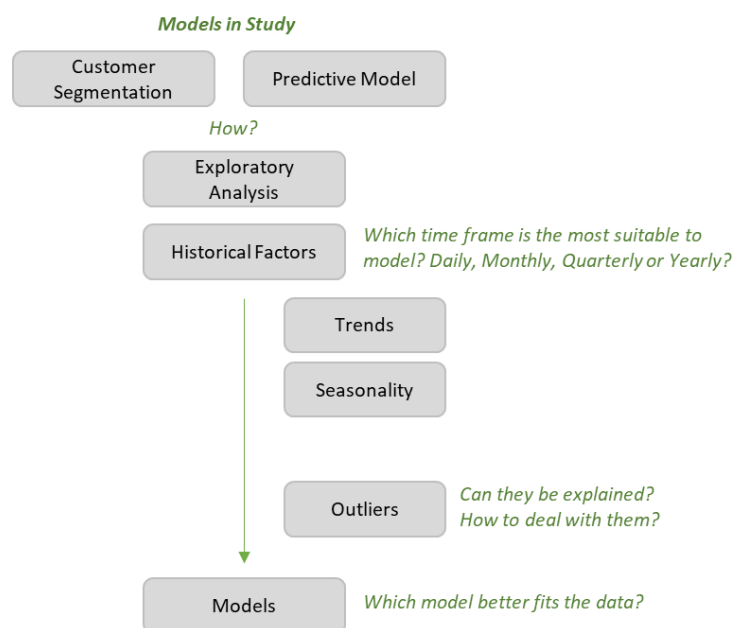 Models in Study
Customer
Segmentation
Predictive Model
How?
Exploratory
Analysis
Historical Factors
Which time frame is the most suitable to
model? Daily, Monthly, Quarterly or Yearly?
Trends
Seasonality
Outliers
Can they be explained?
How to deal with them?
Models
Which model better fits the data?